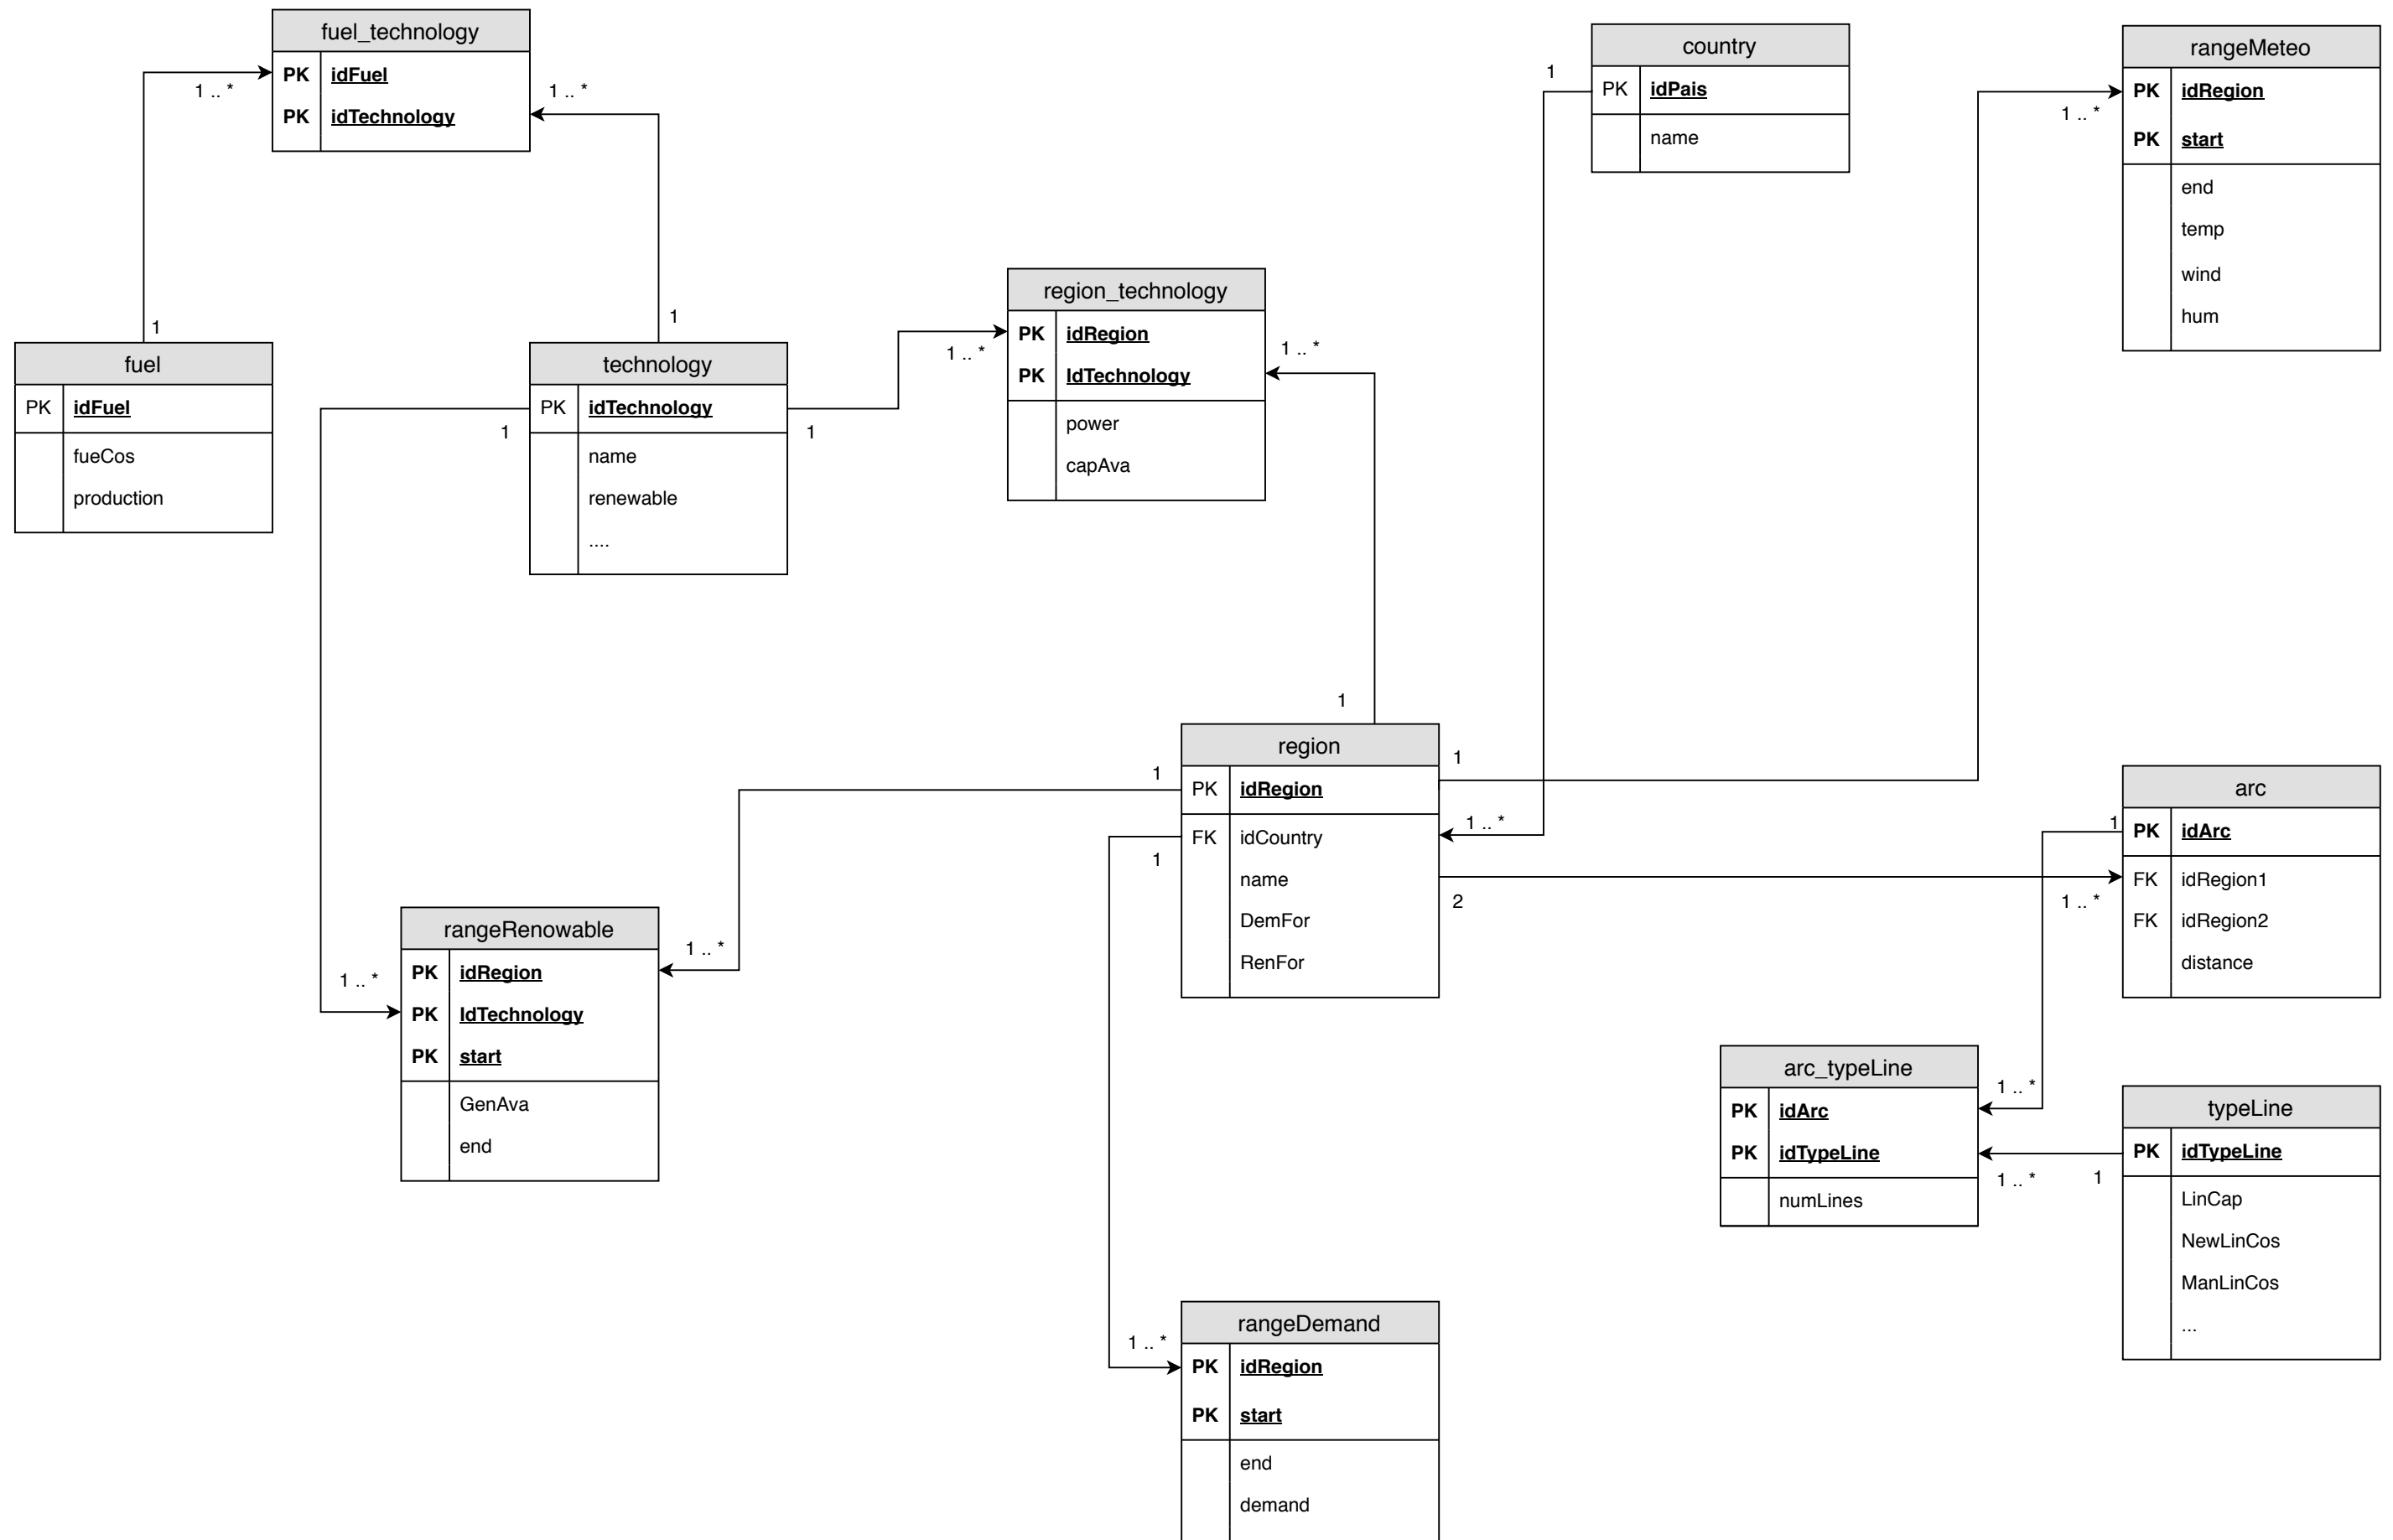 fuel_technology
PK idFuel
PK idTechnology
1 .. *
1 .. *
1
1
country
PK idPais
name
1
rangeMeteo
PK idRegion
PK start
end
temp
wind
hum
1 .. *
fuel
PK idFuel
fueCos
production
technology
PK idTechnology
name
renewable
....
1
1
region_technology
PK idRegion
PK IdTechnology
power
capAva
1 .. *
1 .. *
1
region
PK idRegion
FK idCountry
name
DemFor
RenFor
1
1
1
1 .. *
2
arc
PK idArc
FK idRegion1
FK idRegion2
distance
1
1 .. *
rangeRenowable
PK idRegion
PK IdTechnology
PK start
GenAva
end
1 .. *
1 .. *
arc_typeLine
PK idArc
PK idTypeLine
numLines
1 .. *
1 .. *
1
typeLine
PK idTypeLine
LinCap
NewLinCos
ManLinCos
...
rangeDemand
PK idRegion
PK start
end
demand
1 .. *